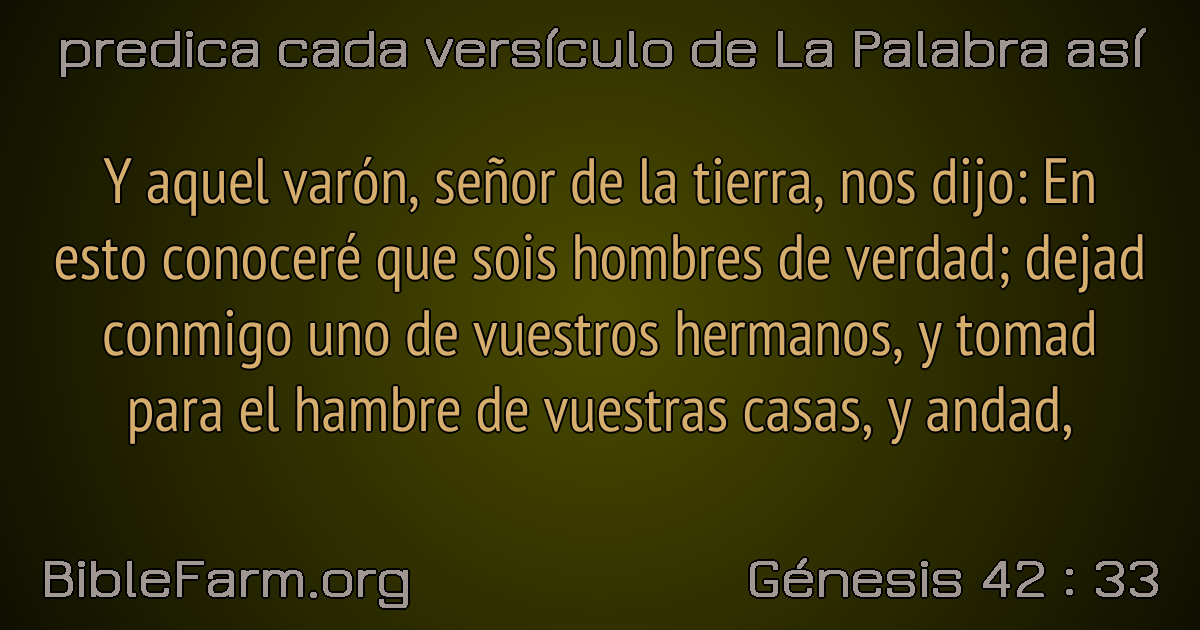 predica cada versículo de La Palabra así
Y aquel varón, señor de la tierra, nos dijo: En
esto conoceré que sois hombres de verdad; dejad
conmigo uno de vuestros hermanos, y tomad
para el hambre de vuestras casas, y andad,
BibleFarm.org
Génesis 42 : 33